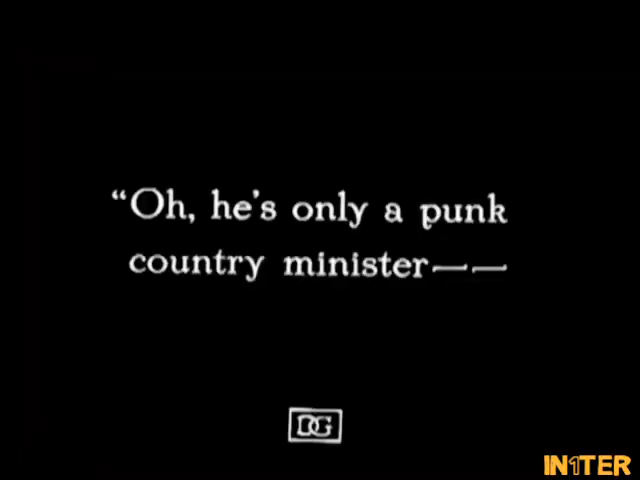 “Oh, he's only a punk
country minister——
DG
IN1TER